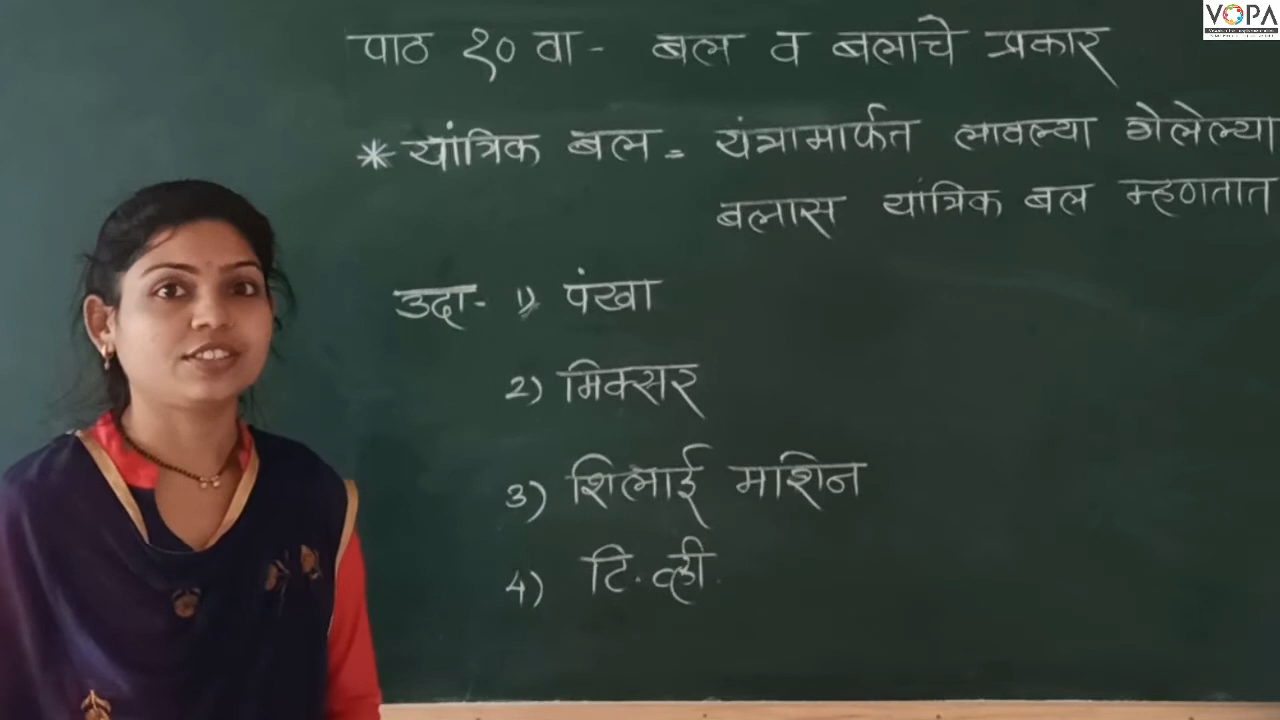 VOPA
पाठ १० वा - बल व बलाचे प्रकार
* यांत्रिक बल = यंत्रामार्फत लावल्या गेलेल्या
बलास यांत्रिक बल म्हणतात
उदा- 1) पंखा
2) मिक्सर
3) शिलाई मशिन
4) टि.व्ही.